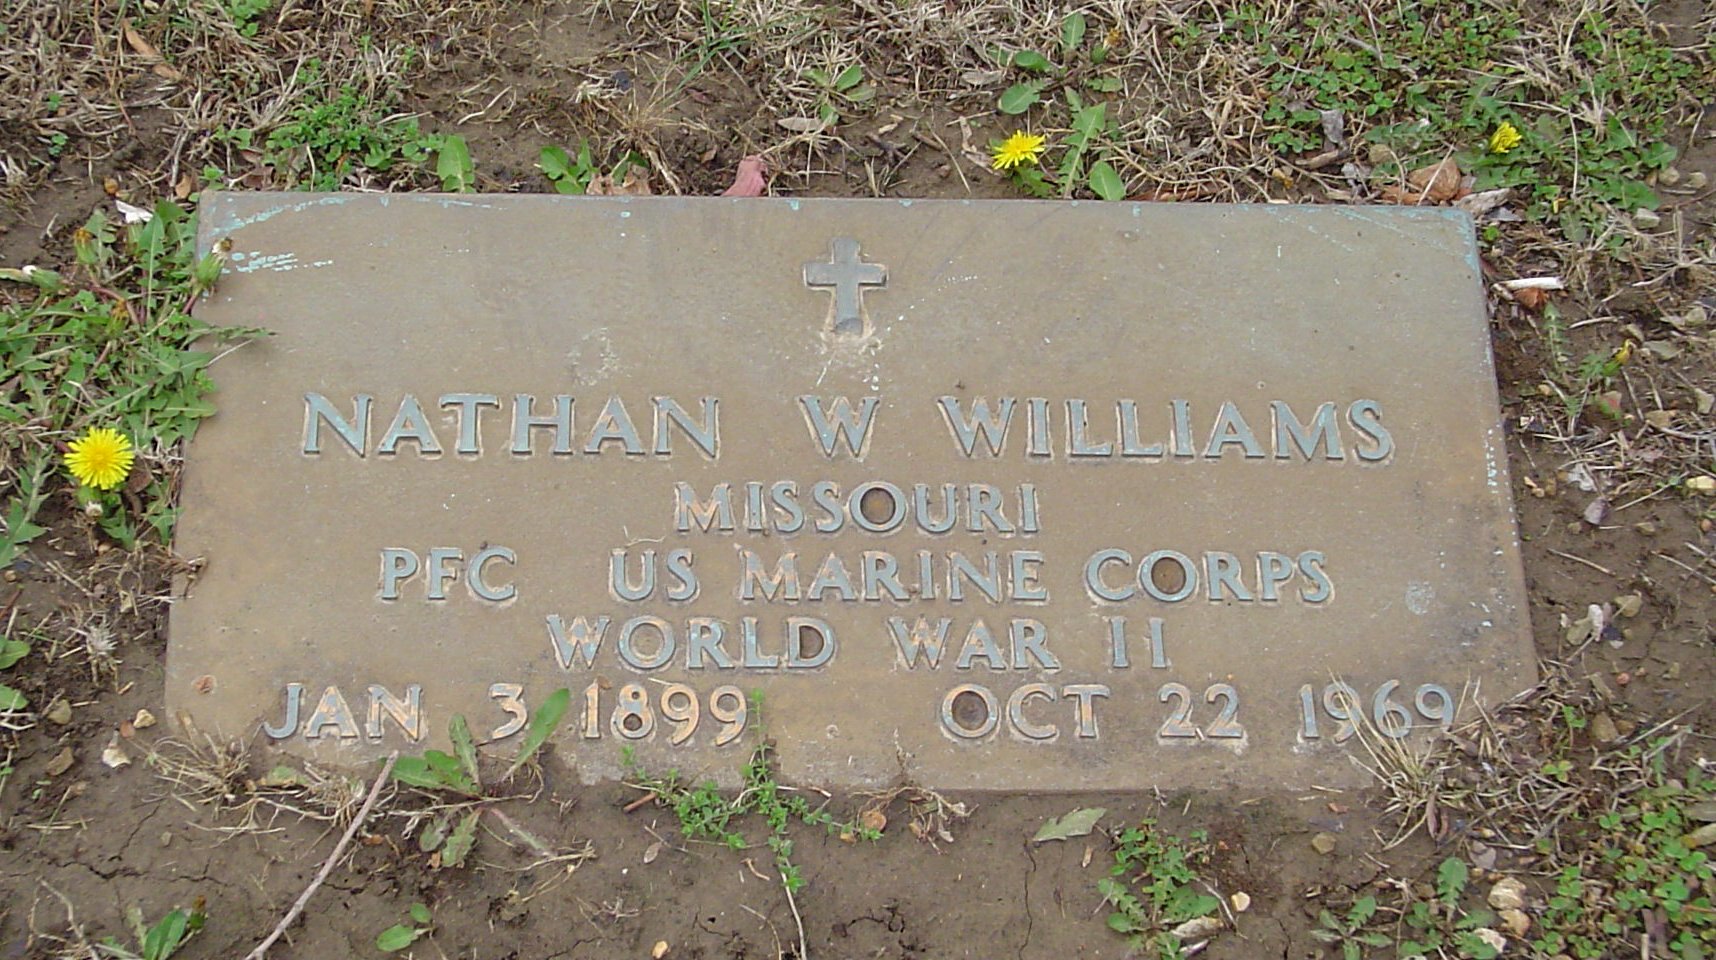 NATHAN W WILLIAMS
MISSOURI
PFC US MARINE CORPS
WORLD WAR II
JAN 3 1899 OCT 22 1969